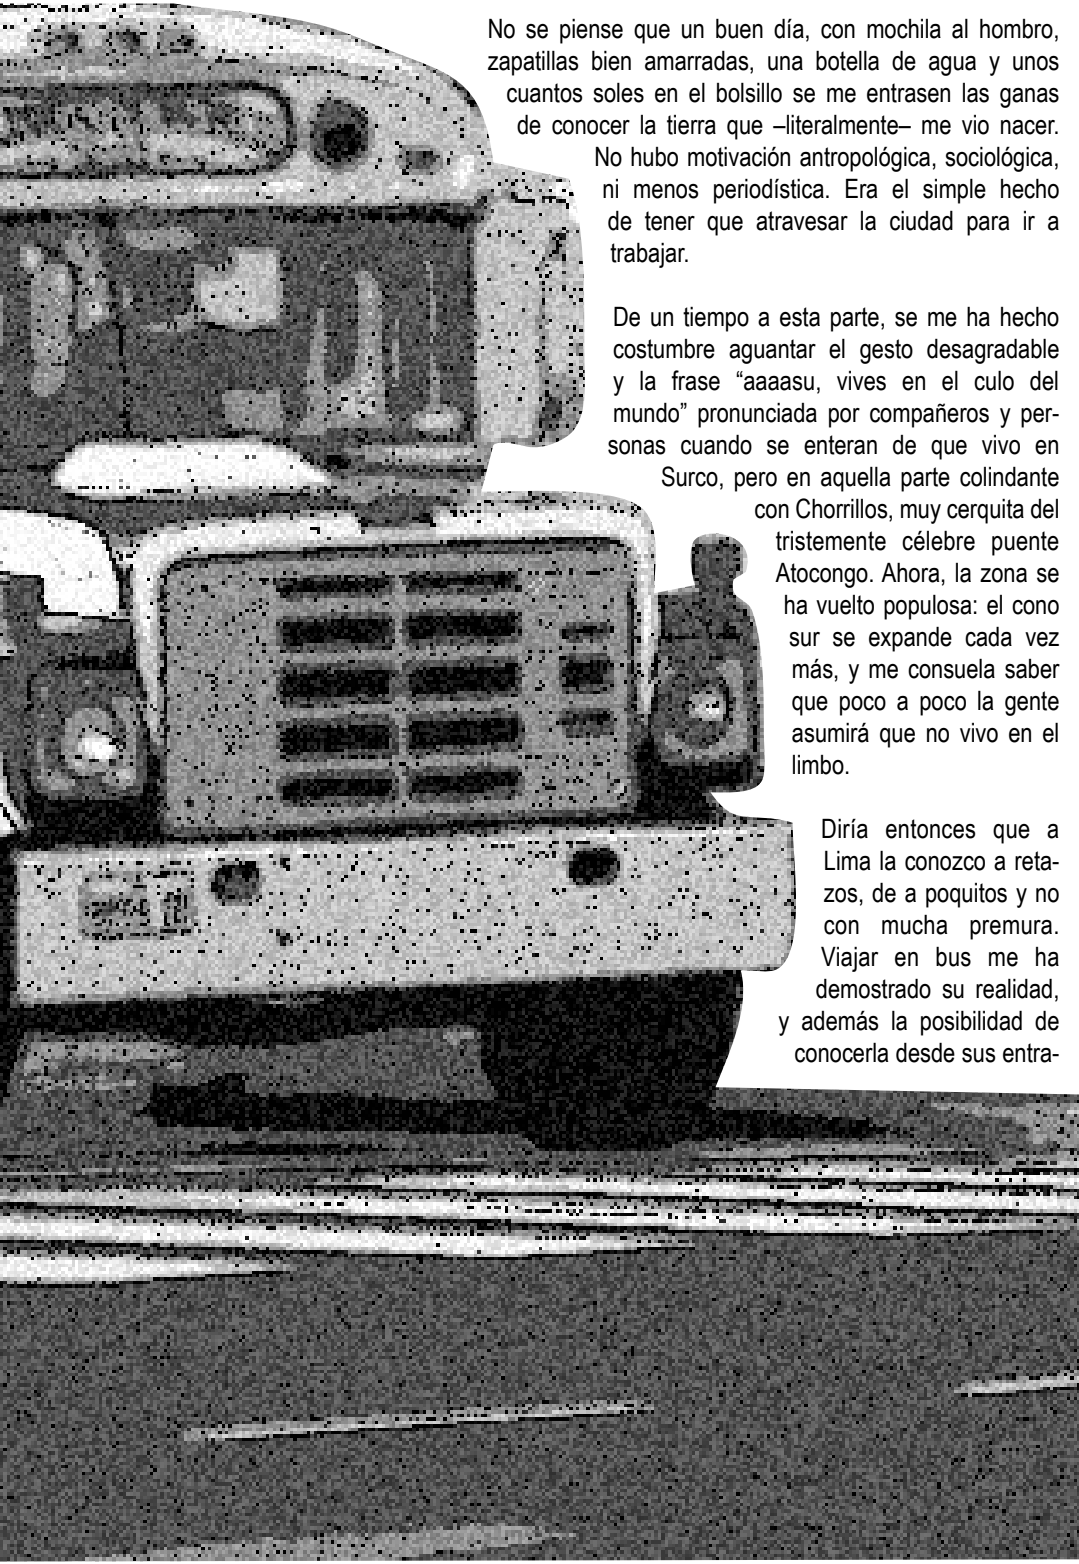 No se piense que un buen día, con mochila al hombro,
zapatillas bien amarradas, una botella de agua y unos
cuantos soles en el bolsillo se me entrasen las ganas
de conocer la tierra que –literalmente– me vio nacer.
No hubo motivación antropológica, sociológica,
ni menos periodística. Era el simple hecho
de tener que atravesar la ciudad para ir a
trabajar.
De un tiempo a esta parte, se me ha hecho
costumbre aguantar el gesto desagradable
y la frase “aaaasu, vives en el culo del
mundo” pronunciada por compañeros y per-
sonas cuando se enteran de que vivo en
Surco, pero en aquella parte colindante
con Chorrillos, muy cerquita del
tristemente célebre puente
Atocongo. Ahora, la zona se
ha vuelto populosa: el cono
sur se expande cada vez
más, y me consuela saber
que poco a poco la gente
asumirá que no vivo en el
limbo.
Diría entonces que a
Lima la conozco a reta-
zos, de a poquitos y no
con mucha premura.
Viajar en bus me ha
demostrado su realidad,
y además la posibilidad de
conocerla desde sus entra-